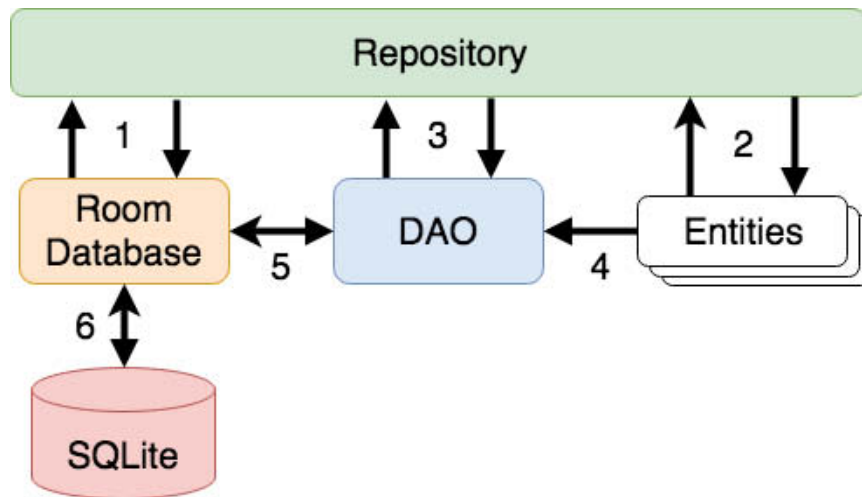 Repository
1
3
2
Room
Database
DAO
Entities
5
4
6
SQLite